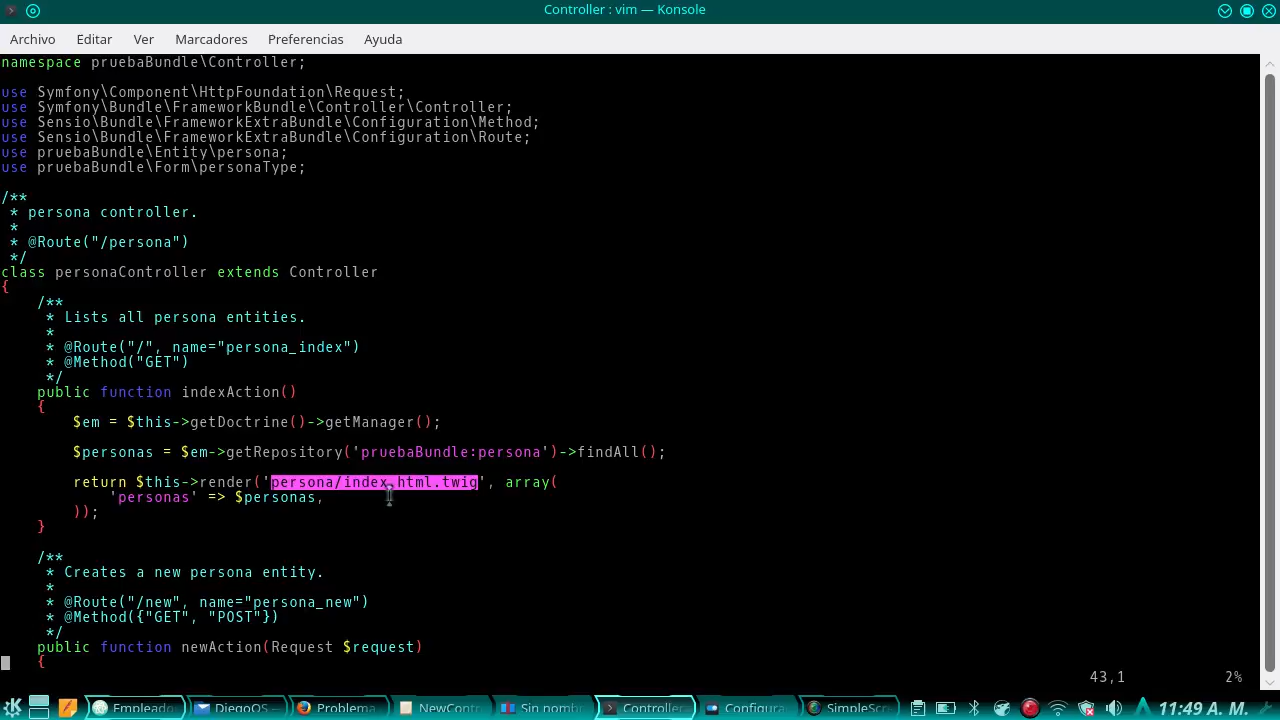 Controller : vim — Konsole
Archivo Editar Ver Marcadores Preferencias Ayuda
namespace pruebaBundle\Controller;
use Symfony\Component\HttpFoundation\Request;
use Symfony\Bundle\FrameworkBundle\Controller\Controller;
use Sensio\Bundle\FrameworkExtraBundle\Configuration\Method;
use Sensio\Bundle\FrameworkExtraBundle\Configuration\Route;
use pruebaBundle\Entity\persona;
use pruebaBundle\Form\personaType;
/**
 * persona controller.
 *
 * @Route("/persona")
 */
class personaController extends Controller
{
    /**
     * Lists all persona entities.
     *
     * @Route("/", name="persona_index")
     * @Method("GET")
     */
    public function indexAction()
    {
        $em = $this->getDoctrine()->getManager();
        $personas = $em->getRepository('pruebaBundle:persona')->findAll();
        return $this->render('persona/index.html.twig', array(
            'personas' => $personas,
        ));
    }
    /**
     * Creates a new persona entity.
     *
     * @Route("/new", name="persona_new")
     * @Method({"GET", "POST"})
     */
    public function newAction(Request $request)
    {
43,1 2%
Empleado DiegoOS — Problema NewContr Sin nombr Controller Configura SimpleScr 11:49 A. M.